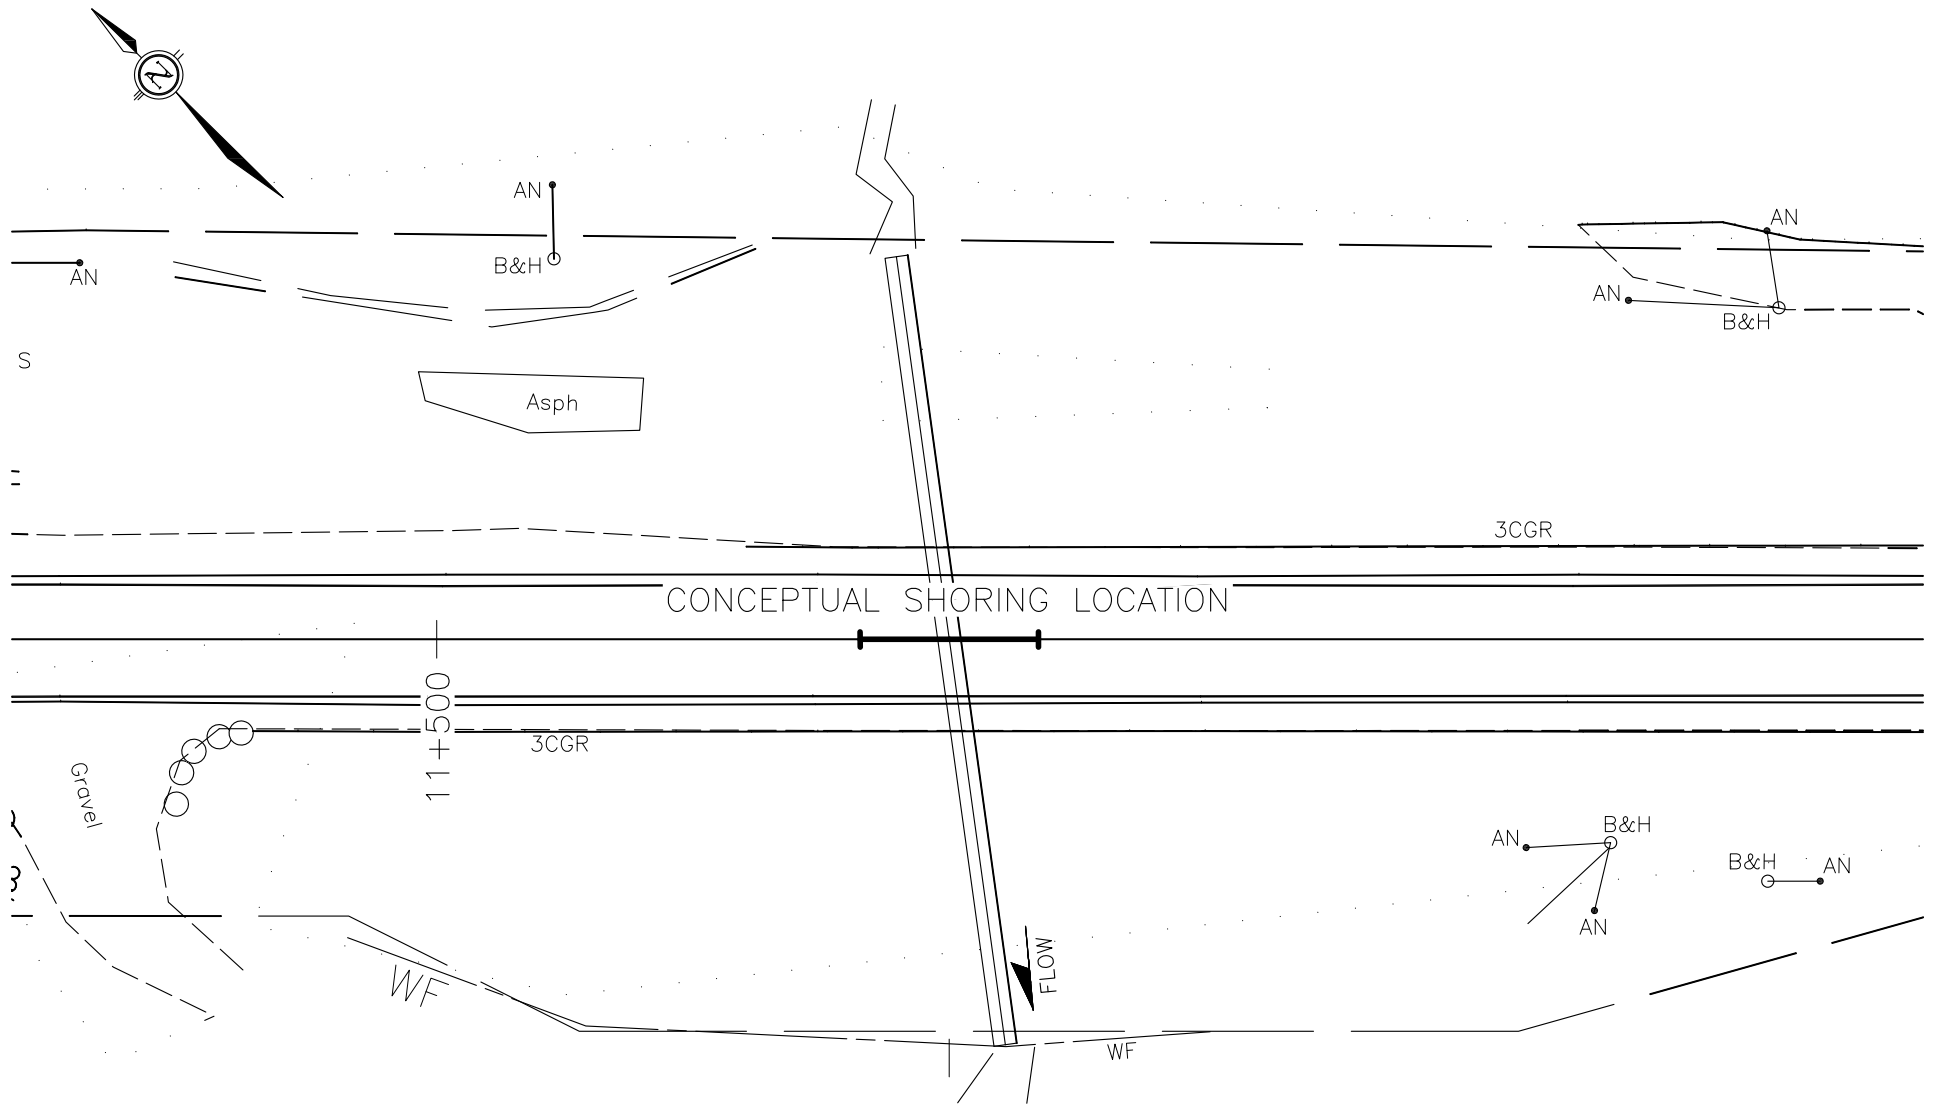 N
AN
AN
B&H
AN
AN
AN
B&H
S
Asph
3CGR
CONCEPTUAL SHORING LOCATION
11+500
3CGR
Gravel
AN
B&H
B&H
AN
AN
WF
FLOW
WF